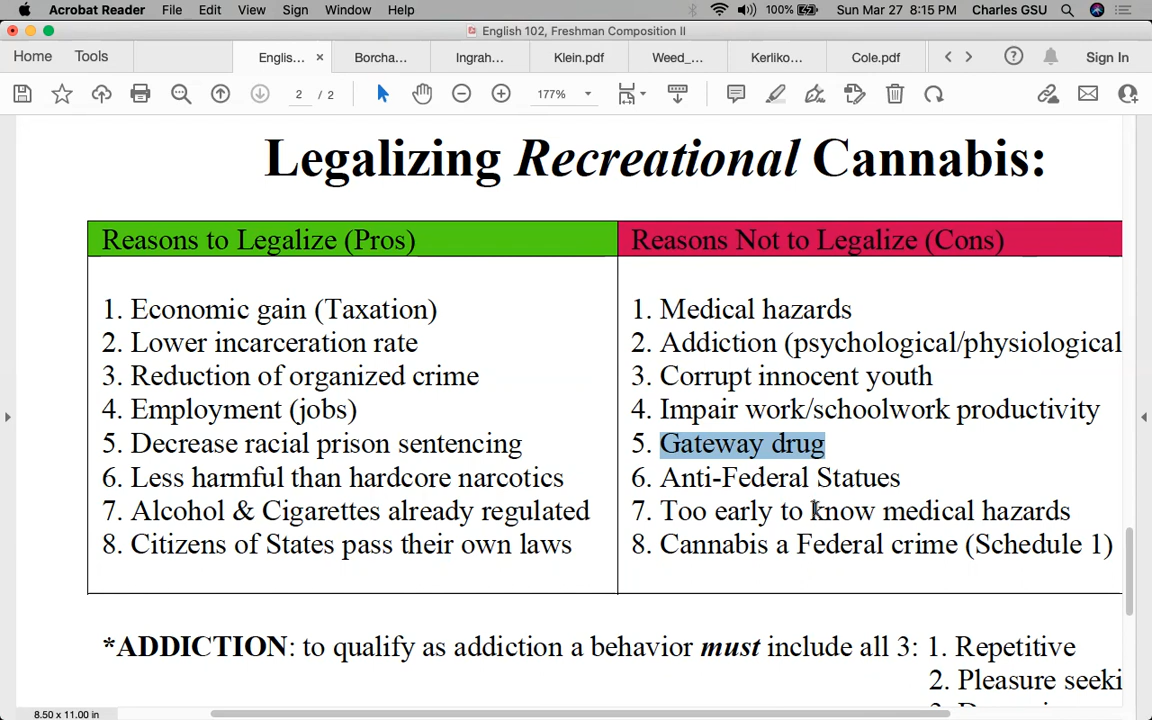 Acrobat Reader File Edit View Sign Window Help 100% Sun Mar 27 8:15 PM Charles GSU
English 102, Freshman Composition II
Home Tools Englis... × Borcha... Ingrah... Klein.pdf Weed_... Kerliko... Cole.pdf Sign In
2 / 2 177%
Legalizing Recreational Cannabis:
Reasons to Legalize (Pros)
1. Economic gain (Taxation)
2. Lower incarceration rate
3. Reduction of organized crime
4. Employment (jobs)
5. Decrease racial prison sentencing
6. Less harmful than hardcore narcotics
7. Alcohol & Cigarettes already regulated
8. Citizens of States pass their own laws
Reasons Not to Legalize (Cons)
1. Medical hazards
2. Addiction (psychological/physiological
3. Corrupt innocent youth
4. Impair work/schoolwork productivity
5. Gateway drug
6. Anti-Federal Statues
7. Too early to know medical hazards
8. Cannabis a Federal crime (Schedule 1)
*ADDICTION: to qualify as addiction a behavior must include all 3: 1. Repetitive
2. Pleasure seeki
8.50 x 11.00 in